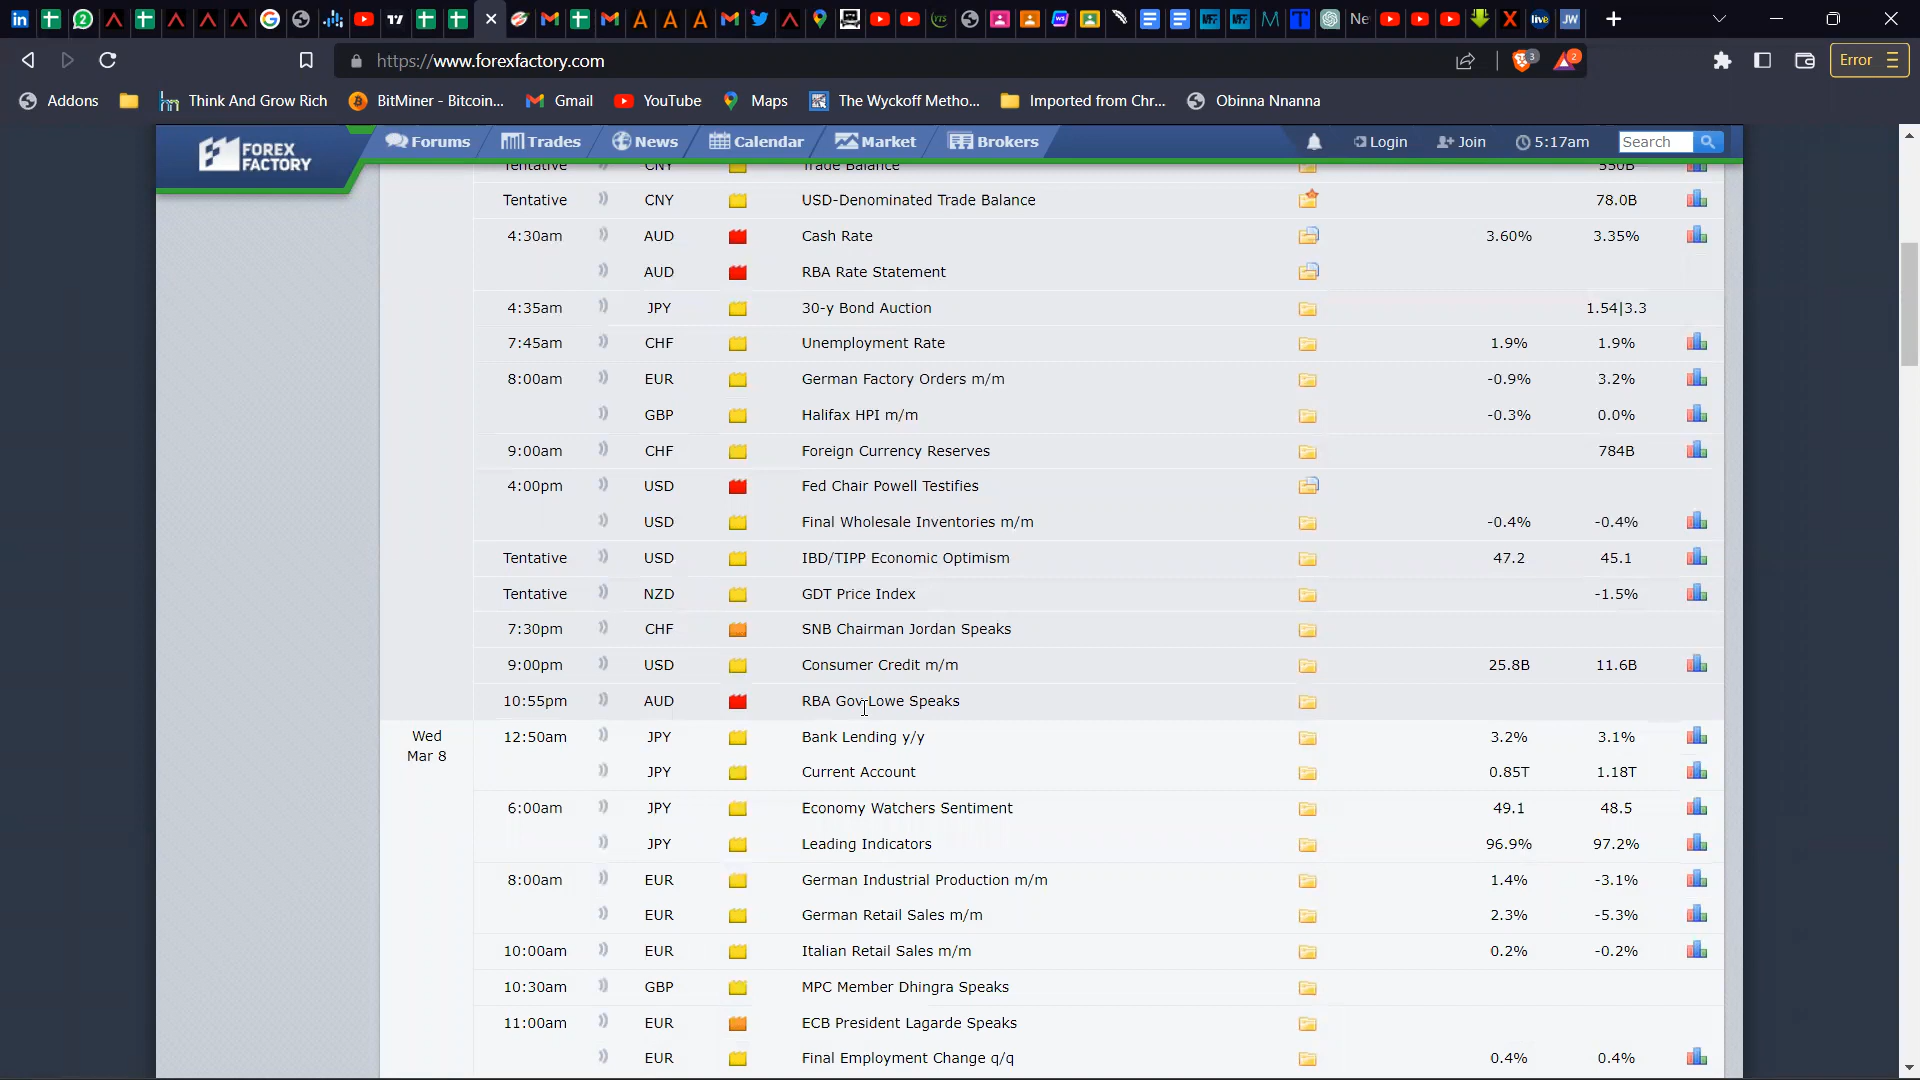 https://www.forexfactory.com
Error
Addons
Think And Grow Rich
BitMiner - Bitcoin...
Gmail
YouTube
Maps
The Wyckoff Metho...
Imported from Chr...
Obinna Nnanna
FOREX FACTORY
Forums
Trades
News
Calendar
Market
Brokers
Login
Join
5:17am
Search
Tentative CNY Trade Balance 550B
Tentative CNY USD-Denominated Trade Balance 78.0B
4:30am AUD Cash Rate 3.60% 3.35%
AUD RBA Rate Statement
4:35am JPY 30-y Bond Auction 1.54|3.3
7:45am CHF Unemployment Rate 1.9% 1.9%
8:00am EUR German Factory Orders m/m -0.9% 3.2%
GBP Halifax HPI m/m -0.3% 0.0%
9:00am CHF Foreign Currency Reserves 784B
4:00pm USD Fed Chair Powell Testifies
USD Final Wholesale Inventories m/m -0.4% -0.4%
Tentative USD IBD/TIPP Economic Optimism 47.2 45.1
Tentative NZD GDT Price Index -1.5%
7:30pm CHF SNB Chairman Jordan Speaks
9:00pm USD Consumer Credit m/m 25.8B 11.6B
10:55pm AUD RBA Gov Lowe Speaks
Wed Mar 8 12:50am JPY Bank Lending y/y 3.2% 3.1%
JPY Current Account 0.85T 1.18T
6:00am JPY Economy Watchers Sentiment 49.1 48.5
JPY Leading Indicators 96.9% 97.2%
8:00am EUR German Industrial Production m/m 1.4% -3.1%
EUR German Retail Sales m/m 2.3% -5.3%
10:00am EUR Italian Retail Sales m/m 0.2% -0.2%
10:30am GBP MPC Member Dhingra Speaks
11:00am EUR ECB President Lagarde Speaks
EUR Final Employment Change q/q 0.4% 0.4%